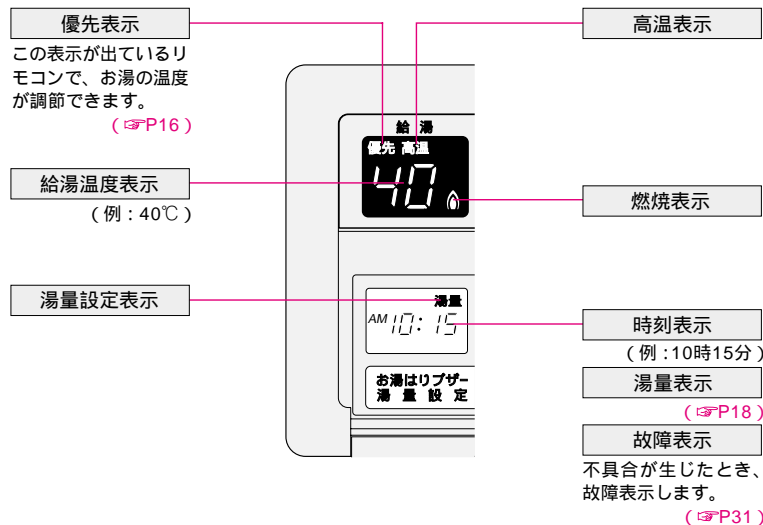 優先表示
この表示が出ているリ
モコンで、お湯の温度
が調節できます。
(☞P16)
給湯温度表示
(例:40℃)
湯量設定表示
給湯
優先 高温
40
湯量
AM 10:15
お湯はりブザー
湯量設定
高温表示
燃焼表示
時刻表示
(例:10時15分)
湯量表示
(☞P18)
故障表示
不具合が生じたとき、
故障表示します。
(☞P31)